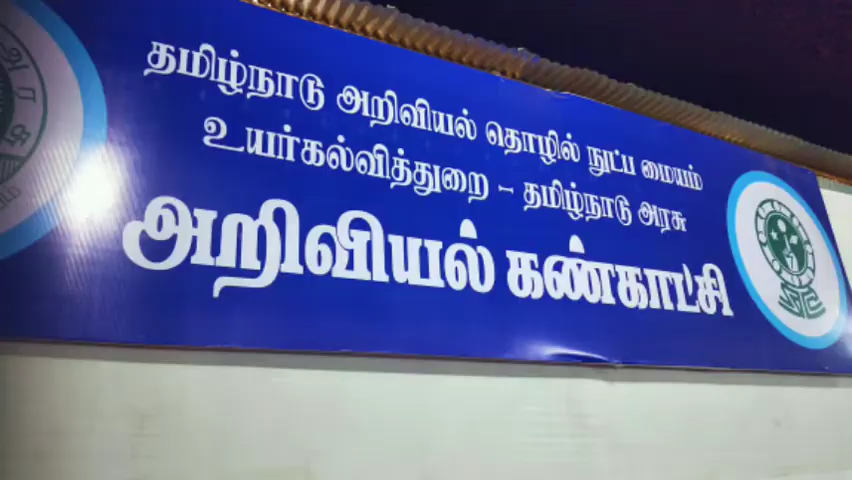 தமிழ்நாடு அறிவியல் தொழில் நுட்ப மையம்
உயர்கல்வித்துறை – தமிழ்நாடு அரசு
அறிவியல் கண்காட்சி